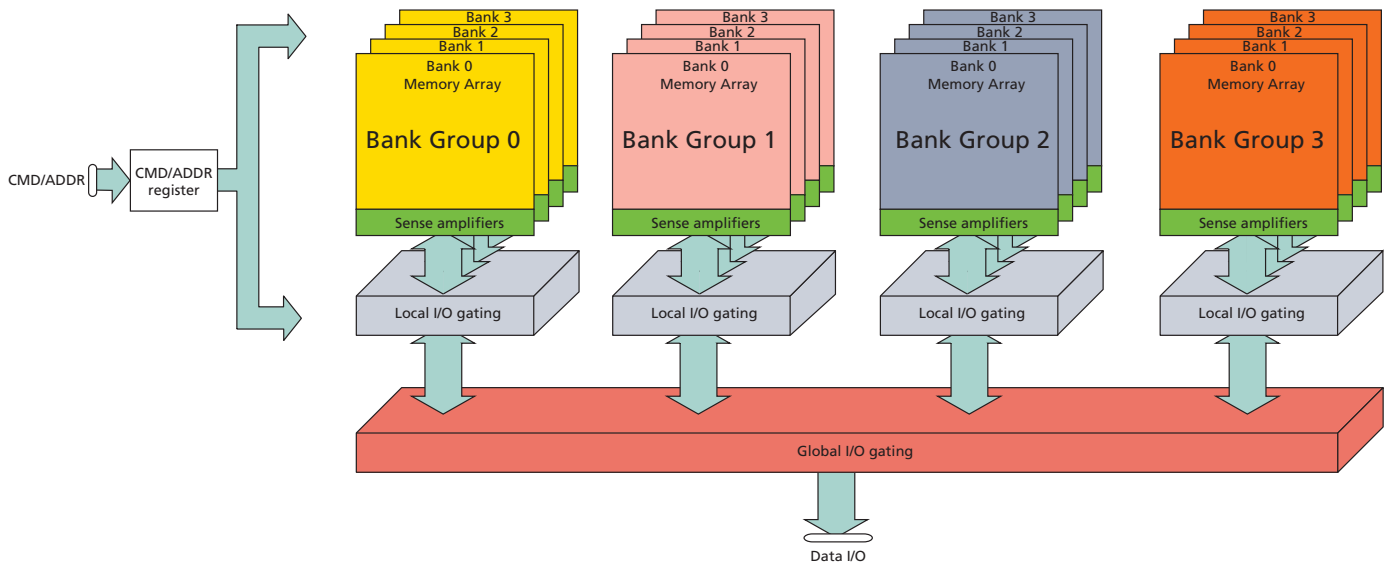 Bank 3
Bank 2
Bank 1
Bank 0
Memory Array
Bank Group 0
Sense amplifiers
Local I/O gating
Bank 3
Bank 2
Bank 1
Bank 0
Memory Array
Bank Group 1
Sense amplifiers
Local I/O gating
Bank 3
Bank 2
Bank 1
Bank 0
Memory Array
Bank Group 2
Sense amplifiers
Local I/O gating
Bank 3
Bank 2
Bank 1
Bank 0
Memory Array
Bank Group 3
Sense amplifiers
Local I/O gating
CMD/ADDR
CMD/ADDR
register
Global I/O gating
Data I/O